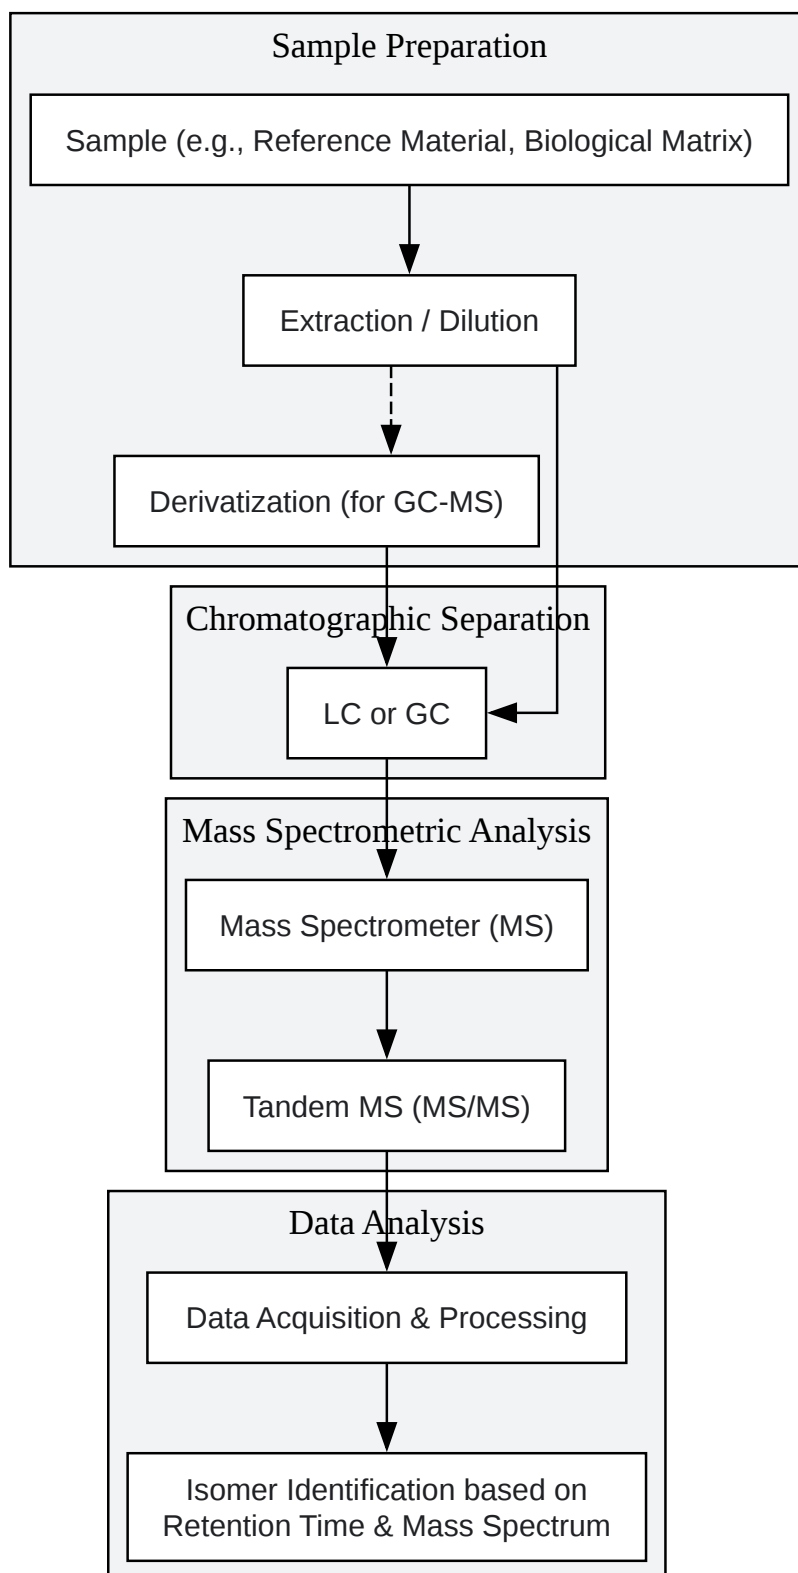 Sample Preparation
Sample (e.g., Reference Material, Biological Matrix)
Extraction / Dilution
Derivatization (for GC-MS)
Chromatographic Separation
LC or GC
Mass Spectrometric Analysis
Mass Spectrometer (MS)
Tandem MS (MS/MS)
Data Analysis
Data Acquisition & Processing
Isomer Identification based on
Retention Time & Mass Spectrum